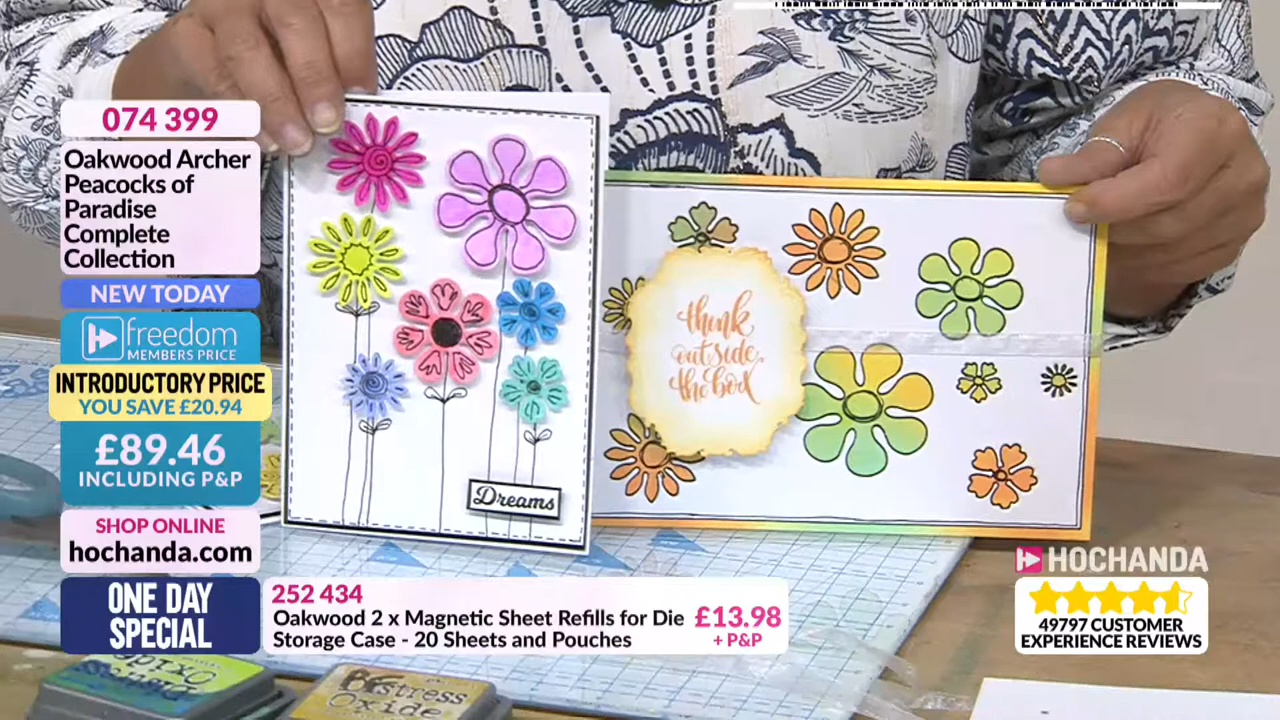 074 399
Oakwood Archer
Peacocks of
Paradise
Complete
Collection
NEW TODAY
freedom
MEMBERS PRICE
INTRODUCTORY PRICE
YOU SAVE £20.94
£89.46
INCLUDING P&P
SHOP ONLINE
hochanda.com
ONE DAY
SPECIAL
252 434
Oakwood 2 x Magnetic Sheet Refills for Die
Storage Case - 20 Sheets and Pouches
£13.98
+ P&P
Dreams
think
outside
the box
HOCHANDA
49797 CUSTOMER
EXPERIENCE REVIEWS
Distress
Oxide